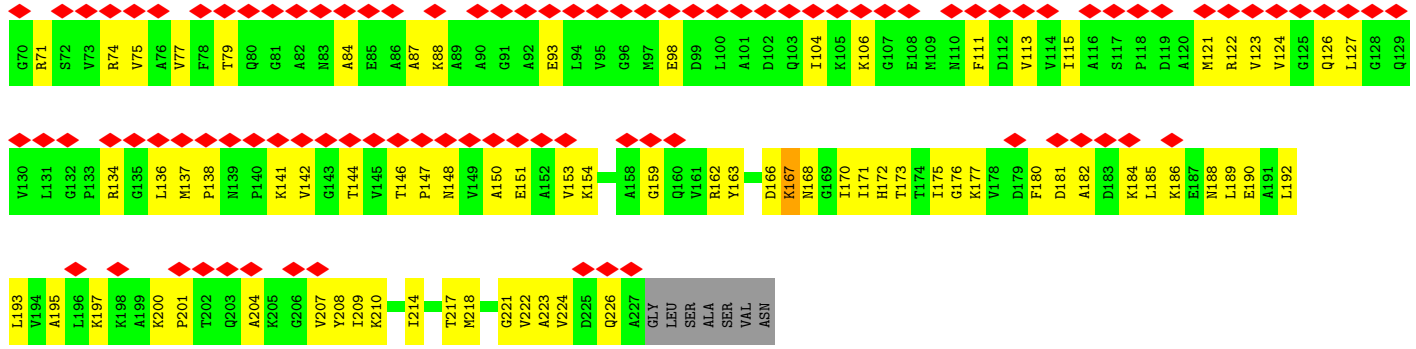 G70 R71 S72 V73 R74 V75 A76 V77 F78 T79 Q80 G81 A82 N83 A84 E85 A86 A87 K88 A89 A90 G91 A92 E93 L94 V95 G96 M97 E98 D99 L100 A101 D102 Q103 I104 K105 K106 G107 E108 M109 N110 F111 D112 V113 V114 I115 A116 S117 P118 D119 A120 M121 R122 V123 V124 G125 Q126 L127 G128 Q129
V130 L131 G132 P133 R134 G135 L136 M137 P138 N139 P140 K141 V142 G143 T144 V145 T146 P147 N148 V149 A150 E151 A152 V153 K154 A158 G159 Q160 V161 R162 Y163 D166 K167 N168 G169 I170 I171 H172 T173 T174 I175 G176 K177 V178 D179 F180 D181 A182 D183 K184 L185 K186 E187 N188 L189 E190 A191 L192
L193 V194 A195 L196 K197 K198 A199 K200 P201 T202 Q203 A204 K205 G206 V207 Y208 I209 K210 I214 T217 M218 G221 V222 A223 V224 D225 Q226 A227 GLY LEU SER ALA SER VAL ASN